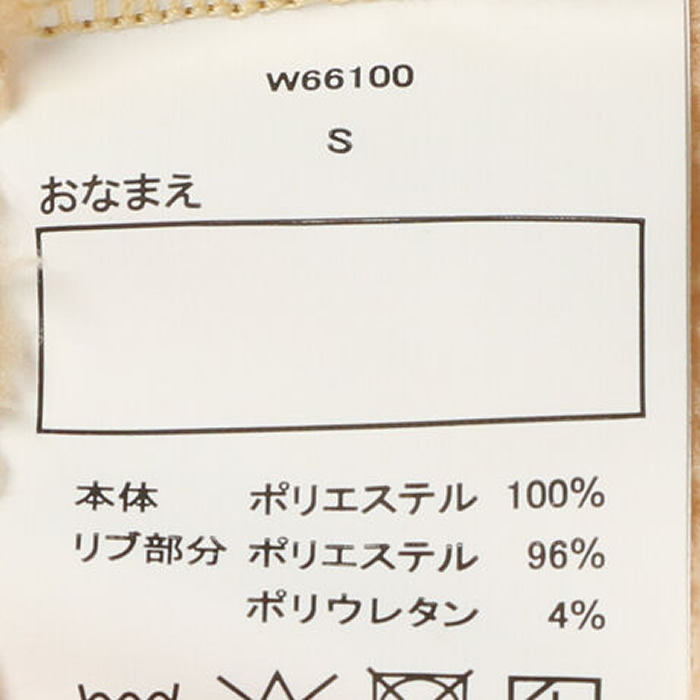 W66100
S
おなまえ
本体 ポリエステル 100%
リブ部分 ポリエステル 96%
ポリウレタン 4%